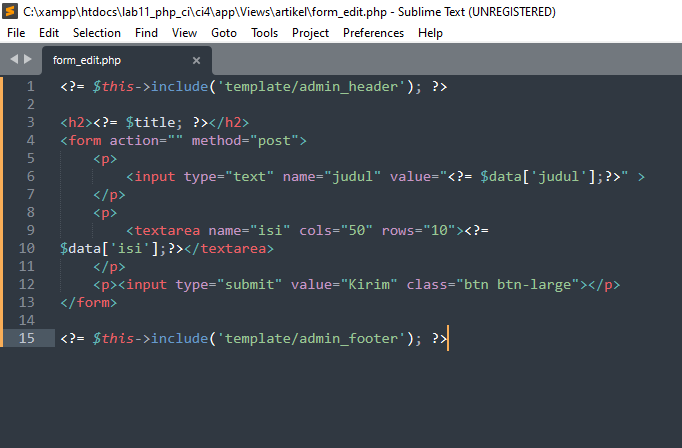 C:\xampp\htdocs\lab11_php_ci\ci4\app\Views\artikel\form_edit.php - Sublime Text (UNREGISTERED)
File Edit Selection Find View Goto Tools Project Preferences Help
form_edit.php ×
1 <?= $this->include('template/admin_header'); ?>
2
3 <h2><?= $title; ?></h2>
4 <form action="" method="post">
5     <p>
6         <input type="text" name="judul" value="<?= $data['judul'];?>" >
7     </p>
8     <p>
9         <textarea name="isi" cols="50" rows="10"><?=
10 $data['isi'];?></textarea>
11     </p>
12     <p><input type="submit" value="Kirim" class="btn btn-large"></p>
13 </form>
14
15 <?= $this->include('template/admin_footer'); ?>